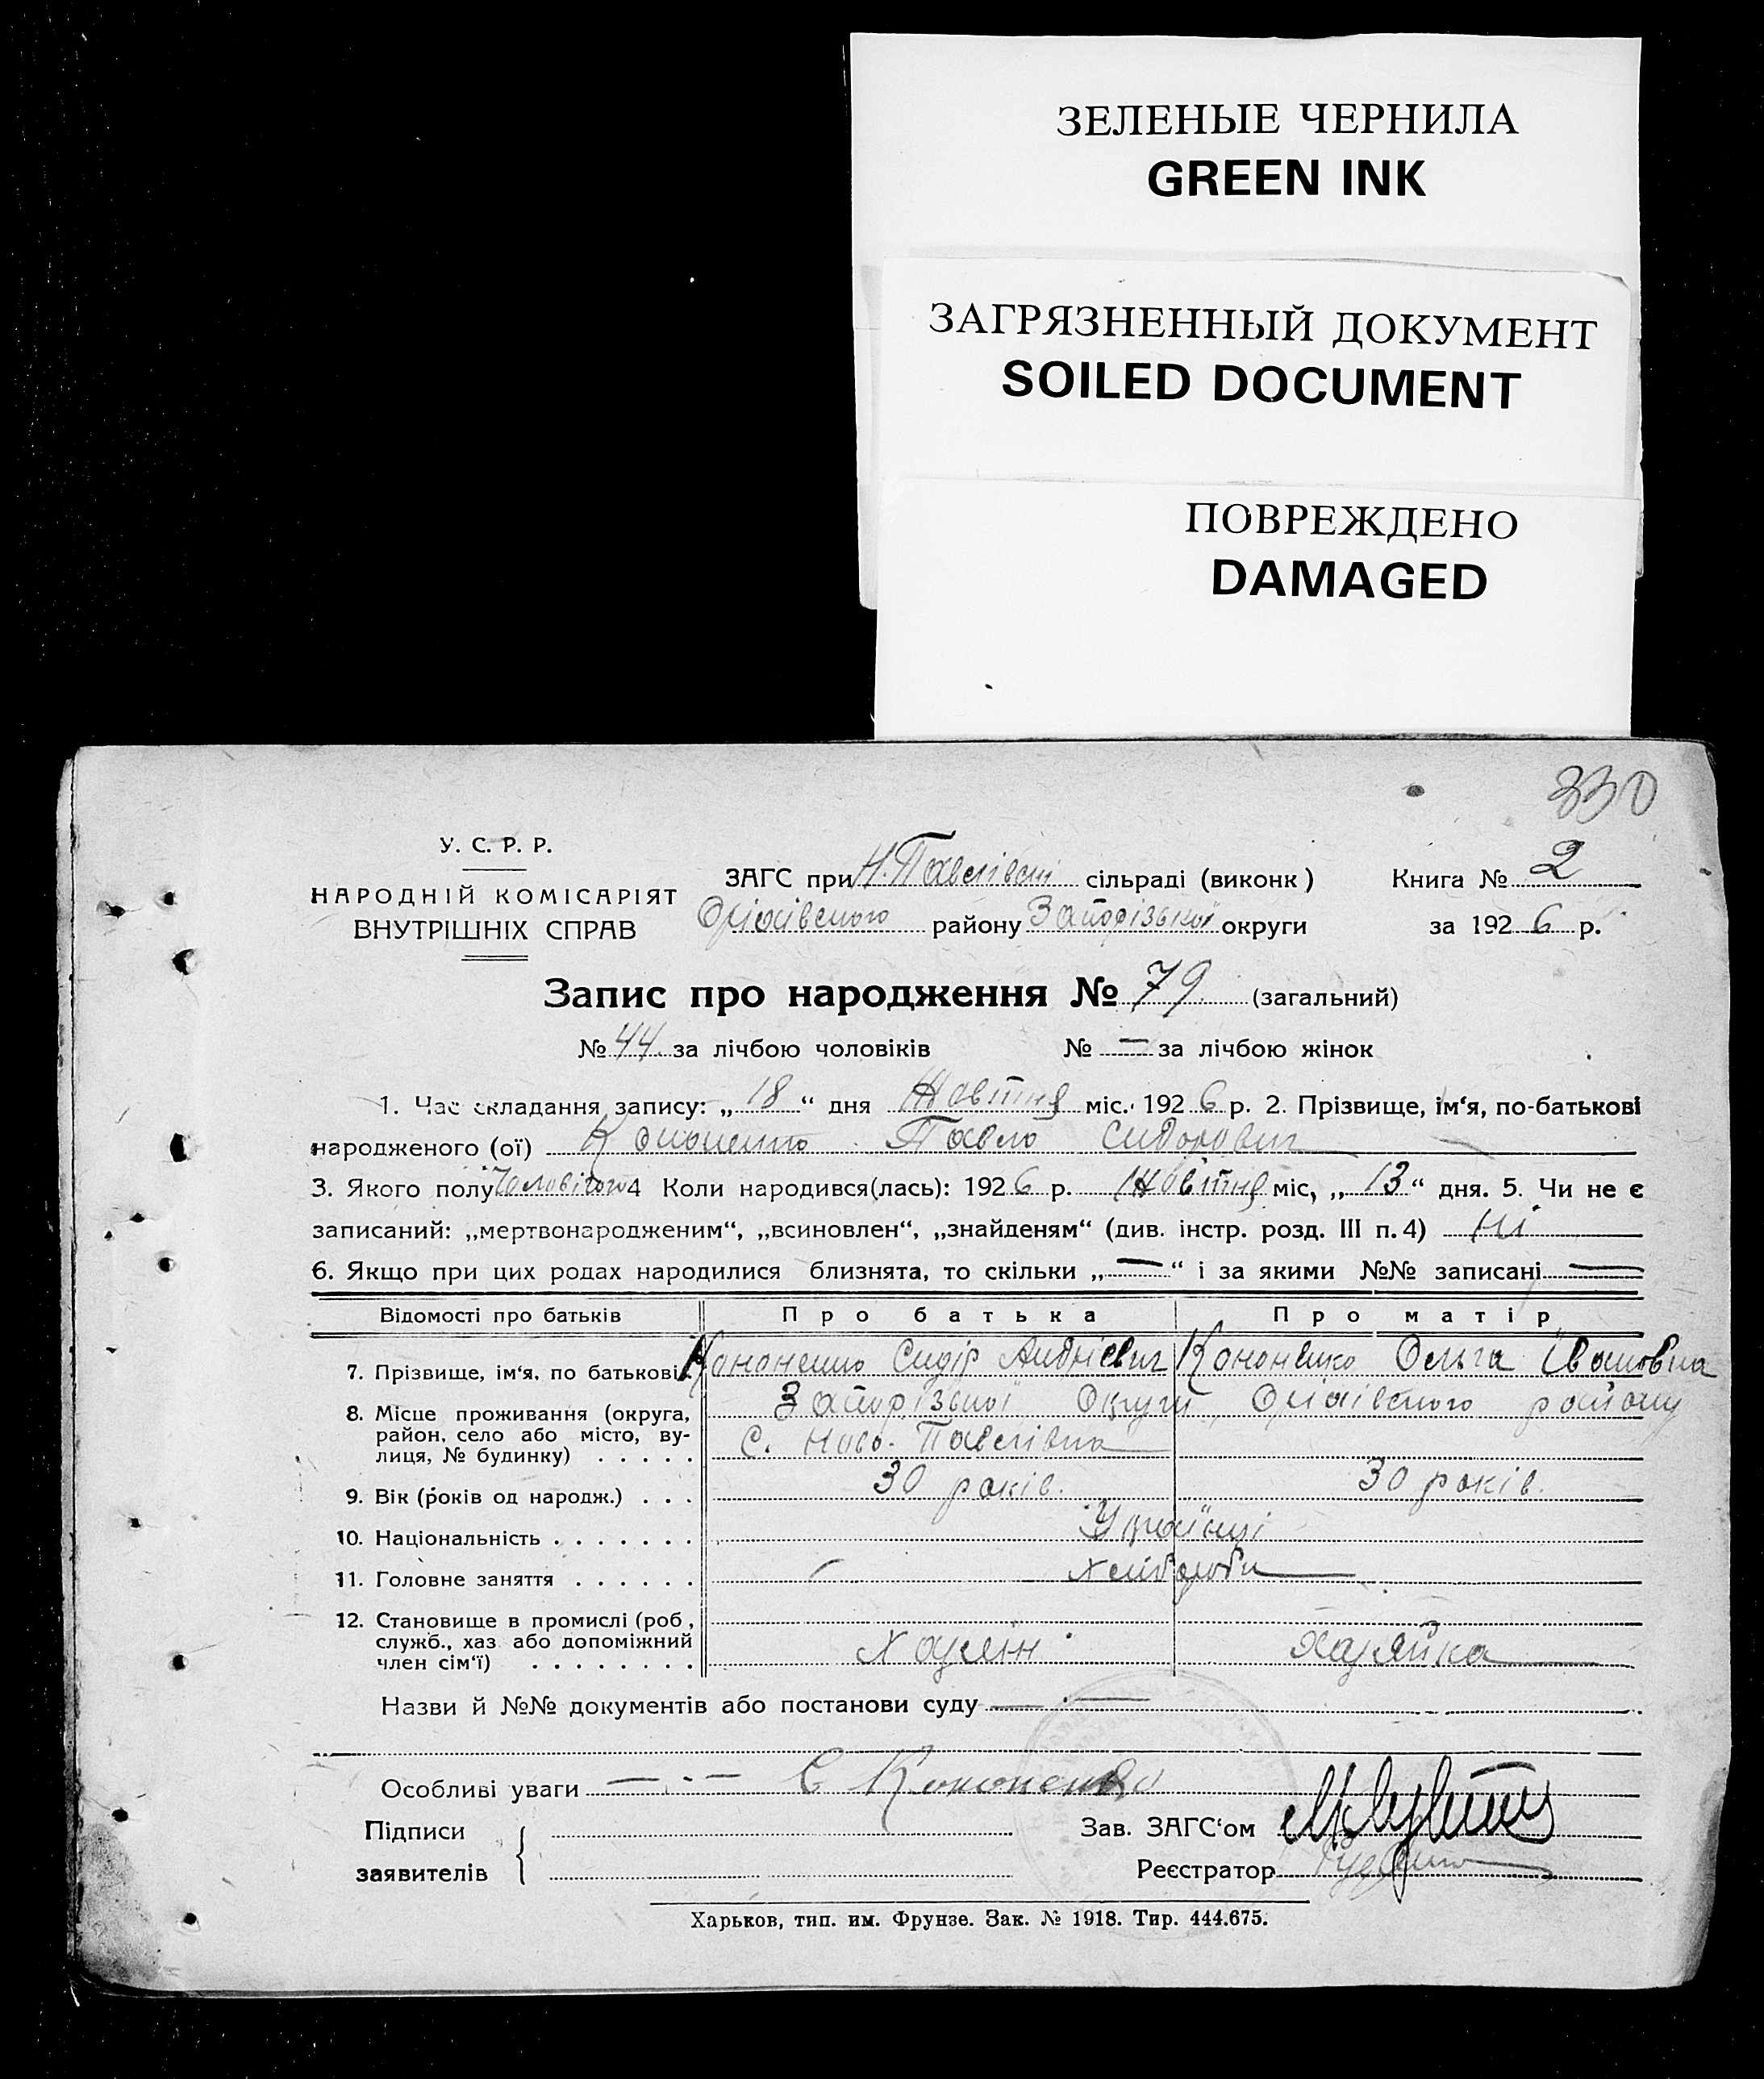 ЗЕЛЕНЫЕ ЧЕРНИЛА
GREEN INK
ЗАГРЯЗНЕННЫЙ ДОКУМЕНТ
SOILED DOCUMENT
ПОВРЕЖДЕНО
DAMAGED
330
У. С. Р. Р.
НАРОДНІЙ КОМІСАРІЯТ
ВНУТРІШНІХ СПРАВ
ЗАГС при Н. Павлівскі сільраді (виконк)
Оріхівського району Запорізької округи
Книга № 2
за 1926 р.
Запис про народження № 79 (загальний)
№ 44 за лічбою чоловіків № — за лічбою жінок
1. Час складання запису: „18“ дня Жовтня міс. 1926 р. 2. Прізвище, ім‘я, по-батькові
народженого (ої) Кононенко Павло Сидорович
3. Якого полу Чоловічого 4 Коли народився(лась): 1926 р. Жовтня міс, „13“ дня. 5. Чи не є
записаний: „мертвонародженим“, „всиновлен“, „знайденям“ (див. інстр. розд. III п. 4) Ні
6. Якщо при цих родах народилися близнята, то скільки „—“ і за якими №№ записані —
Відомості про батьків Про батька Про матір
7. Прізвище, ім‘я, по батькові Кононенко Сидір Андрієвич Кононенко Ольга Івановна
8. Місце проживання (округа, район, село або місто, вулиця, № будинку) . . . . . Запорізької Округи, Оріхівського району
С. Ново-Павлівка
9. Вік (років од народж.) . . . 30 років. 30 років.
10. Національність . . . . . . . Українці
11. Головне заняття . . . . . . Хлібороби
12. Становище в промислі (роб., служб., хаз. або допоміжний член сім‘ї) . . . . . . . . Хазяїн Хазяйка
Назви й №№ документів або постанови суду — —
Особливі уваги — . — С Кононенко
Підписи
заявителів
Зав. ЗАГС‘ом
Реєстратор
Харьков, тип. им. Фрунзе. Зак. № 1918. Тир. 444.675.